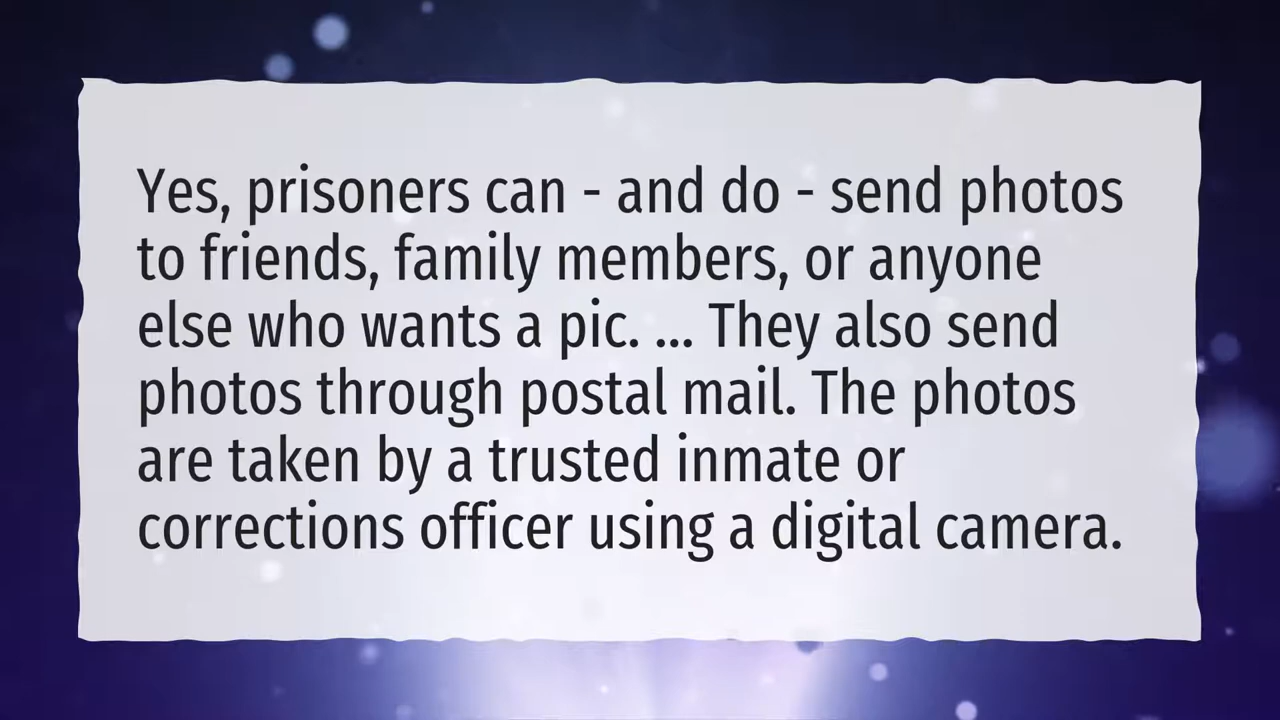 Yes, prisoners can - and do - send photos
to friends, family members, or anyone
else who wants a pic. ... They also send
photos through postal mail. The photos
are taken by a trusted inmate or
corrections officer using a digital camera.